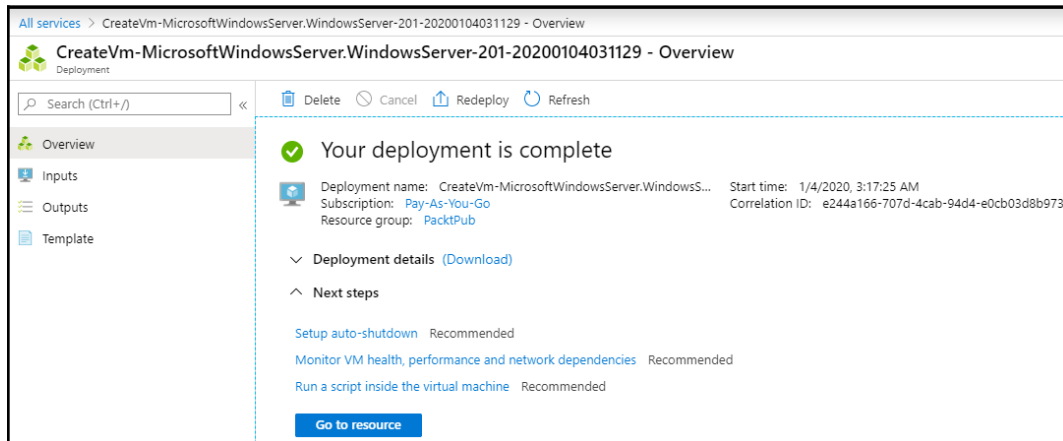 All services > CreateVm-MicrosoftWindowsServer.WindowsServer-201-20200104031129 - Overview
CreateVm-MicrosoftWindowsServer.WindowsServer-201-20200104031129 - Overview
Deployment
Search (Ctrl+/)
«
Delete
Cancel
Redeploy
Refresh
Overview
Inputs
Outputs
Template
Your deployment is complete
Deployment name: CreateVm-MicrosoftWindowsServer.WindowsS...
Subscription: Pay-As-You-Go
Resource group: PacktPub
Start time: 1/4/2020, 3:17:25 AM
Correlation ID: e244a166-707d-4cab-94d4-e0cb03d8b973
Deployment details (Download)
Next steps
Setup auto-shutdown Recommended
Monitor VM health, performance and network dependencies Recommended
Run a script inside the virtual machine Recommended
Go to resource